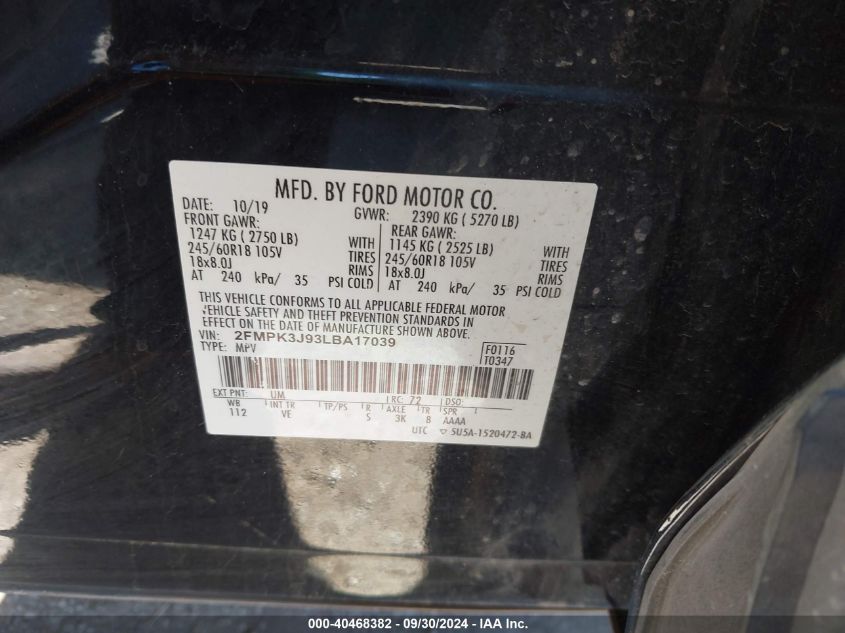 MFD. BY FORD MOTOR CO.
DATE: 10/19 GVWR: 2390 KG ( 5270 LB)
FRONT GAWR: REAR GAWR:
1247 KG ( 2750 LB) WITH 1145 KG ( 2525 LB) WITH
245/60R18 105V TIRES 245/60R18 105V TIRES
18x8.0J RIMS 18x8.0J RIMS
AT 240 kPa/ 35 PSI COLD AT 240 kPa/ 35 PSI COLD
THIS VEHICLE CONFORMS TO ALL APPLICABLE FEDERAL MOTOR
VEHICLE SAFETY AND THEFT PREVENTION STANDARDS IN
EFFECT ON THE DATE OF MANUFACTURE SHOWN ABOVE.
VIN: 2FMPK3J93LBA17039
TYPE: MPV
F0116
T0347
EXT PNT: UM RC: 72 DSO:
WB INT TR TP/PS R AXLE TR SPR
112 VE S 3K 8 AAAA
UTC ▽ 5U5A-1520472-BA
000-40468382 - 09/30/2024 - IAA Inc.